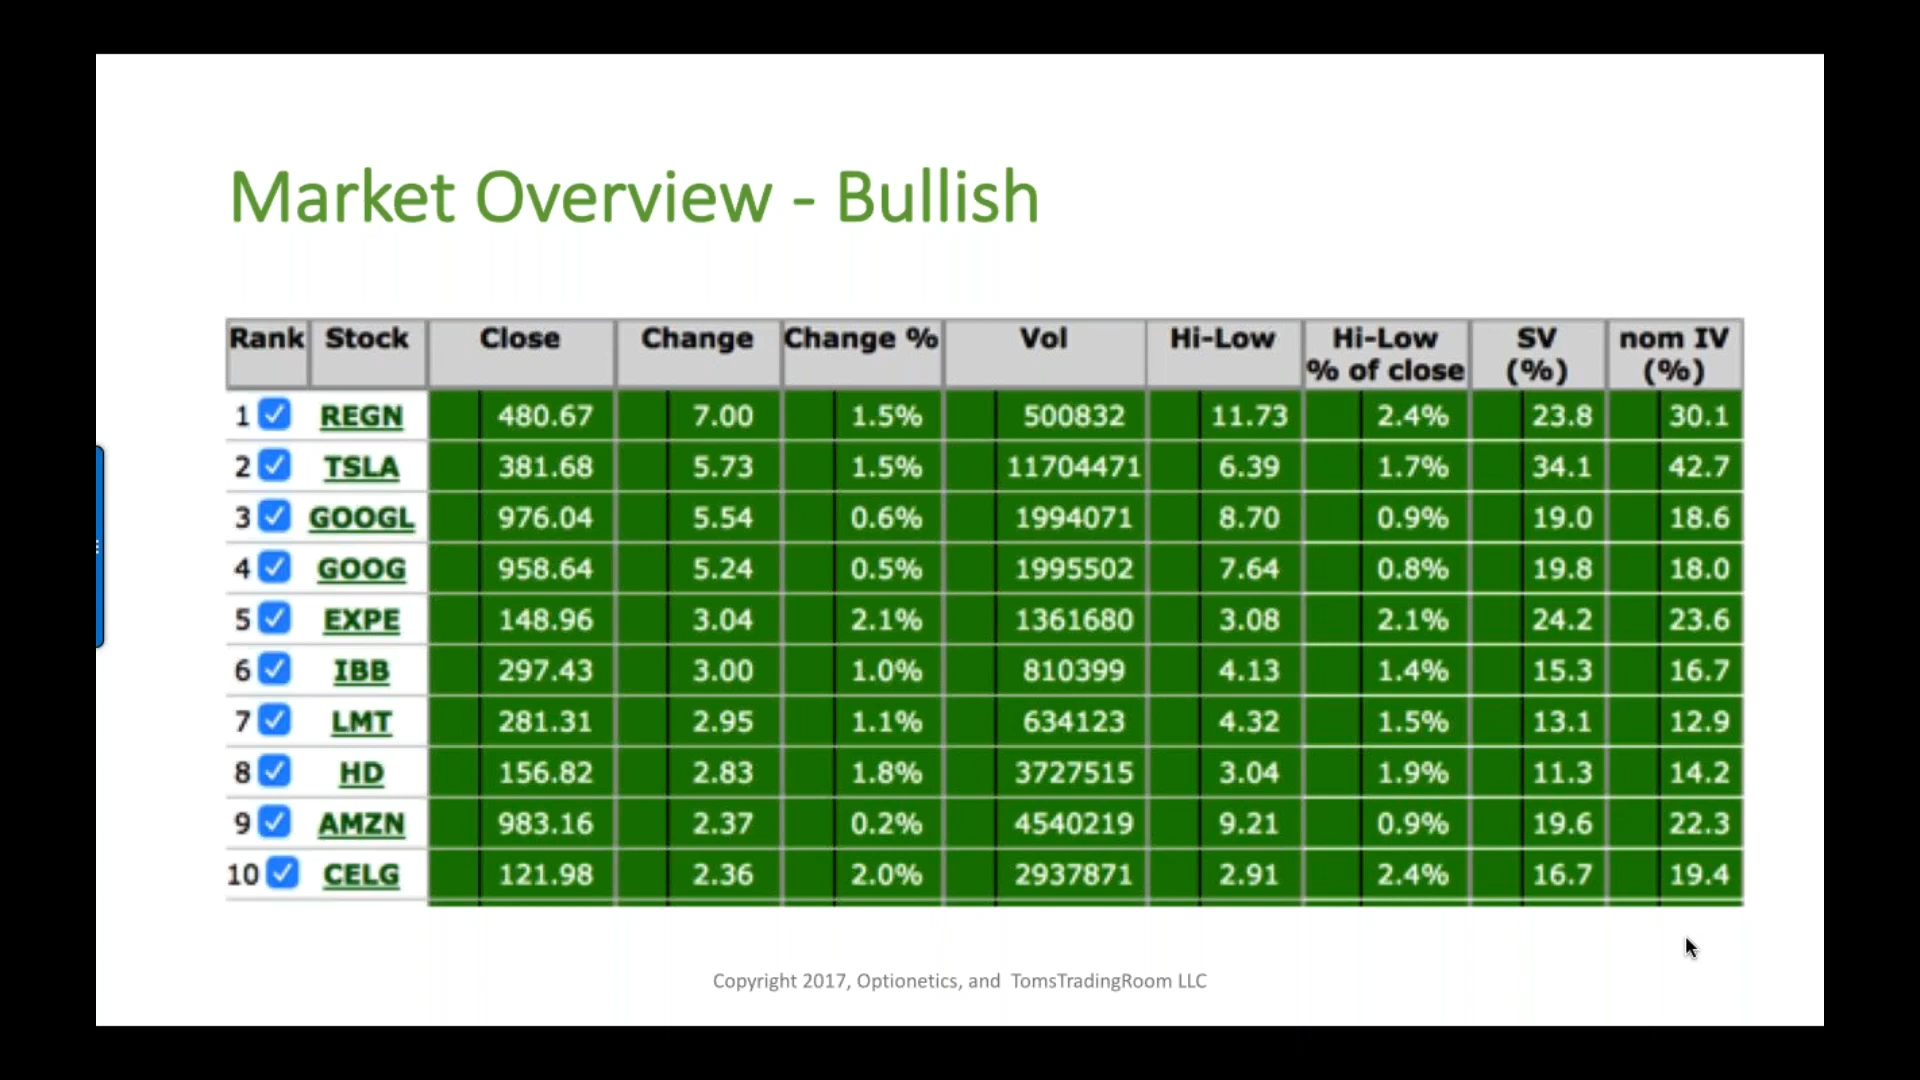 Market Overview - Bullish
Rank Stock Close Change Change % Vol Hi-Low Hi-Low % of close SV (%) nom IV (%)
1 REGN 480.67 7.00 1.5% 500832 11.73 2.4% 23.8 30.1
2 TSLA 381.68 5.73 1.5% 11704471 6.39 1.7% 34.1 42.7
3 GOOGL 976.04 5.54 0.6% 1994071 8.70 0.9% 19.0 18.6
4 GOOG 958.64 5.24 0.5% 1995502 7.64 0.8% 19.8 18.0
5 EXPE 148.96 3.04 2.1% 1361680 3.08 2.1% 24.2 23.6
6 IBB 297.43 3.00 1.0% 810399 4.13 1.4% 15.3 16.7
7 LMT 281.31 2.95 1.1% 634123 4.32 1.5% 13.1 12.9
8 HD 156.82 2.83 1.8% 3727515 3.04 1.9% 11.3 14.2
9 AMZN 983.16 2.37 0.2% 4540219 9.21 0.9% 19.6 22.3
10 CELG 121.98 2.36 2.0% 2937871 2.91 2.4% 16.7 19.4
Copyright 2017, Optionetics, and TomsTradingRoom LLC